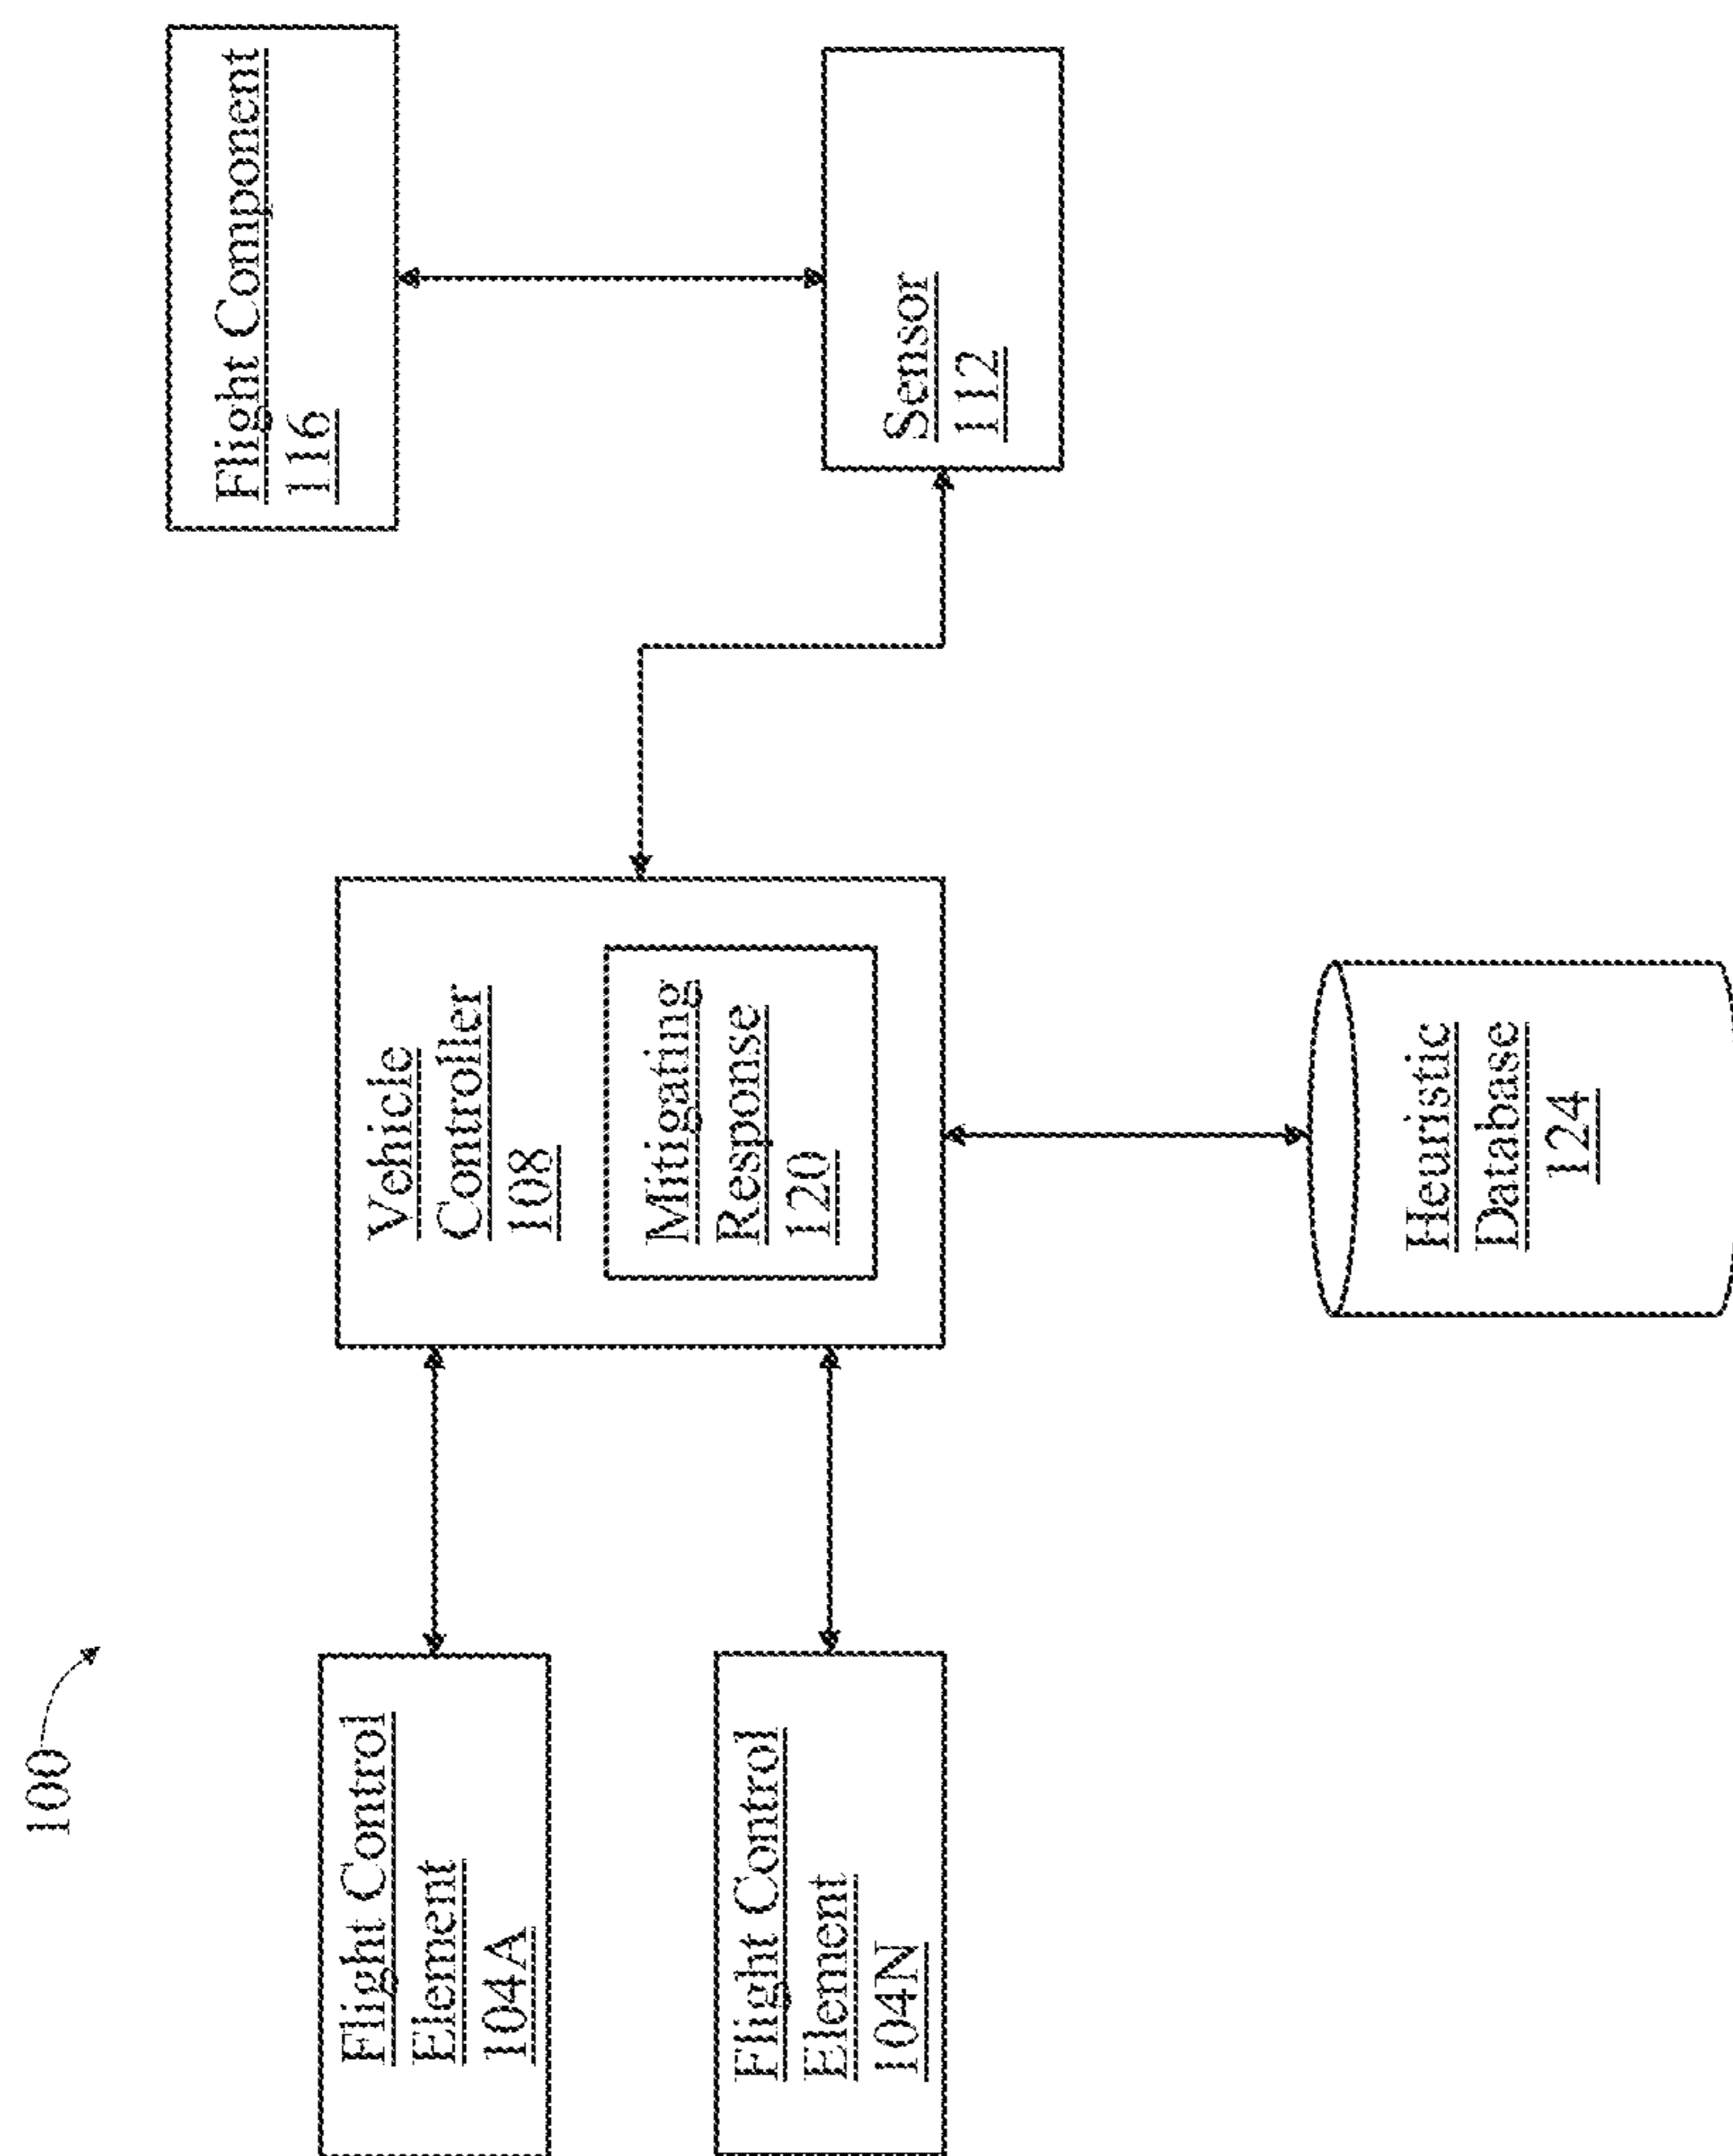 100
Flight Control
Element
104A
Flight Control
Element
104N
Vehicle
Controller
108
Mitigating
Response
120
Heuristic
Database
124
Flight Component
116
Sensor
112